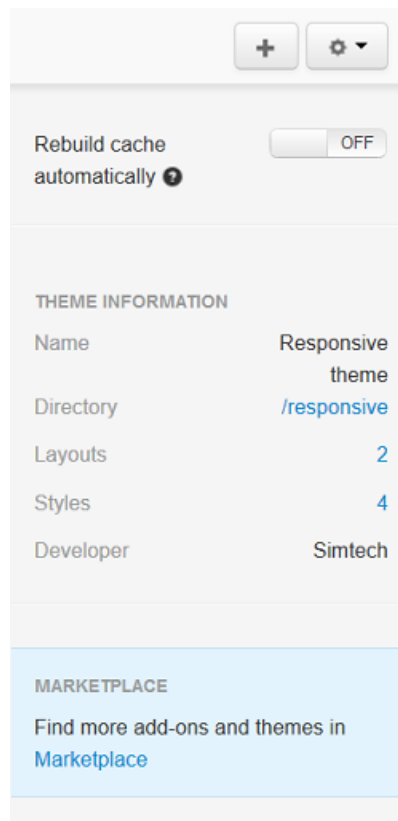 OFF
Rebuild cache
automatically
THEME INFORMATION
Name Responsive
theme
Directory /responsive
Layouts 2
Styles 4
Developer Simtech
MARKETPLACE
Find more add-ons and themes in
Marketplace